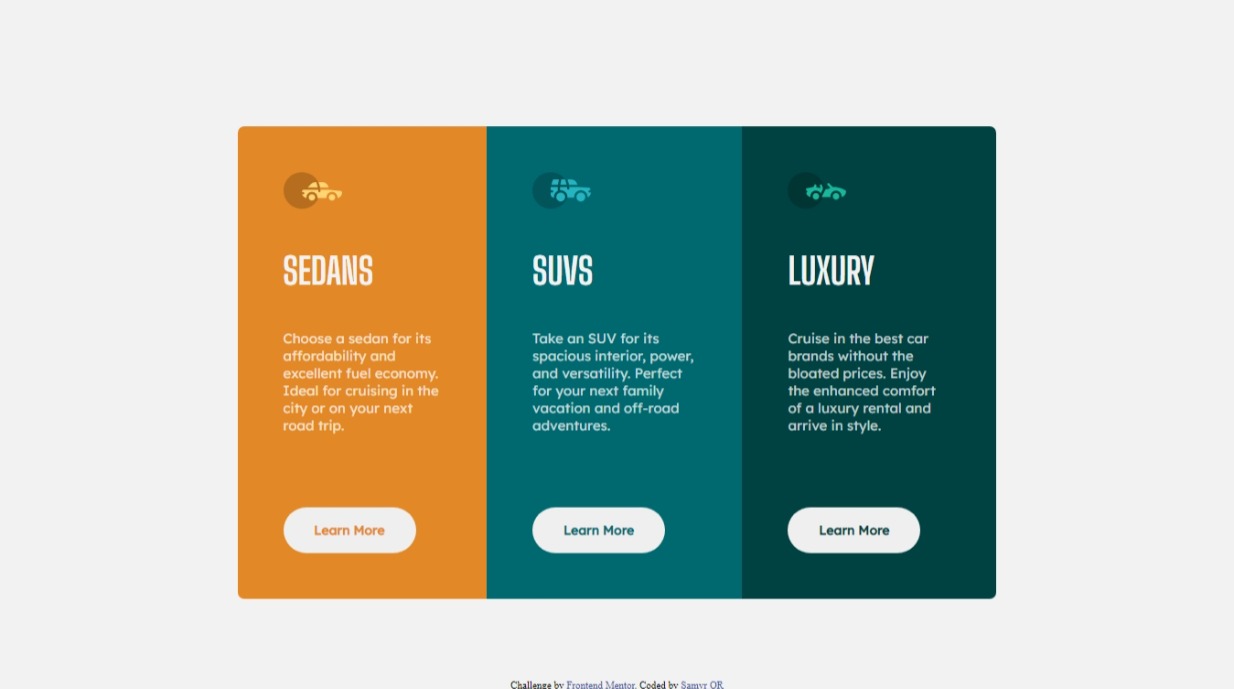 SEDANS
Choose a sedan for its
affordability and
excellent fuel economy.
Ideal for cruising in the
city or on your next
road trip.
Learn More
SUVS
Take an SUV for its
spacious interior, power,
and versatility. Perfect
for your next family
vacation and off-road
adventures.
Learn More
LUXURY
Cruise in the best car
brands without the
bloated prices. Enjoy
the enhanced comfort
of a luxury rental and
arrive in style.
Learn More
Challenge by Frontend Mentor. Coded by Samyr OR.